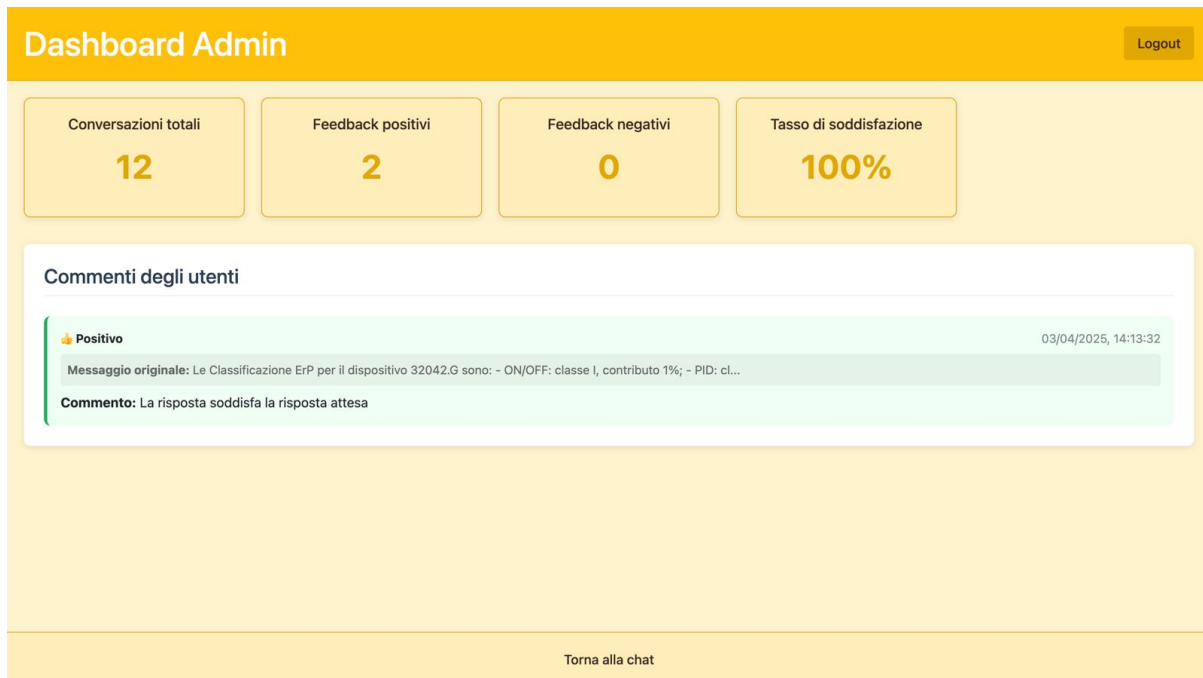 Dashboard Admin
Logout
Conversazioni totali
12
Feedback positivi
2
Feedback negativi
0
Tasso di soddisfazione
100%
Commenti degli utenti
👍 Positivo
03/04/2025, 14:13:32
Messaggio originale: Le Classificazione ErP per il dispositivo 32042.G sono: - ON/OFF: classe I, contributo 1%; - PID: cl...
Commento: La risposta soddisfa la risposta attesa
Torna alla chat